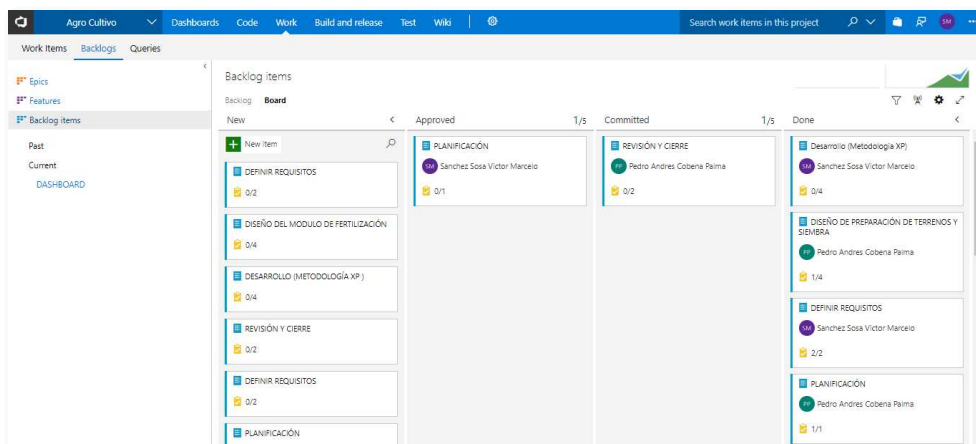 Agro Cultivo Dashboards Code Work Build and release Test Wiki Search work items in this project SM
Work Items Backlogs Queries
Epics
Features
Backlog items
Past
Current
DASHBOARD
Backlog items
Backlog Board
New
New item
DEFINIR REQUISITOS
0/2
DISEÑO DEL MODULO DE FERTILIZACIÓN
0/4
DESARROLLO (METODOLOGÍA XP )
0/4
REVISIÓN Y CIERRE
0/2
DEFINIR REQUISITOS
0/2
PLANIFICACIÓN
Approved 1/5
PLANIFICACIÓN
SM Sanchez Sosa Victor Marcelo
0/1
Committed 1/5
REVISIÓN Y CIERRE
PP Pedro Andres Cobena Palma
0/2
Done
Desarrollo (Metodología XP)
SM Sanchez Sosa Victor Marcelo
0/4
DISEÑO DE PREPARACIÓN DE TERRENOS Y
SIEMBRA
PP Pedro Andres Cobena Palma
1/4
DEFINIR REQUISITOS
SM Sanchez Sosa Victor Marcelo
2/2
PLANIFICACIÓN
PP Pedro Andres Cobena Palma
1/1